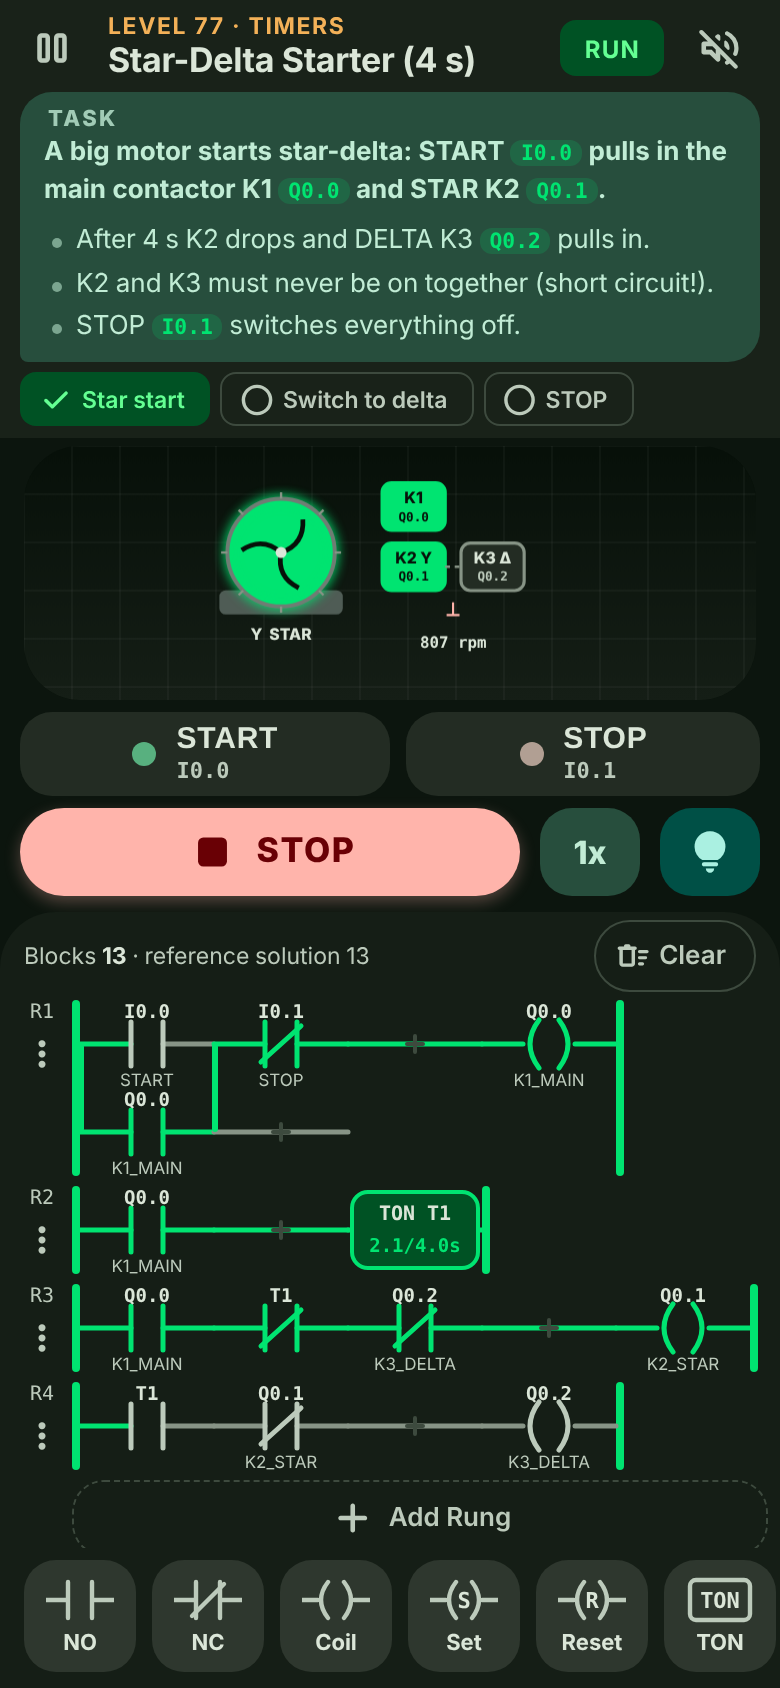 LEVEL 77 · TIMERS
Star-Delta Starter (4 s)
RUN
TASK
A big motor starts star-delta: START I0.0 pulls in the
main contactor K1 Q0.0 and STAR K2 Q0.1.
After 4 s K2 drops and DELTA K3 Q0.2 pulls in.
K2 and K3 must never be on together (short circuit!).
STOP I0.1 switches everything off.
Star start
Switch to delta
STOP
K1
Q0.0
K2 Y
Q0.1
K3 Δ
Q0.2
Y STAR
807 rpm
START
I0.0
STOP
I0.1
STOP
1x
Blocks 13 · reference solution 13
Clear
R1
I0.0
I0.1
Q0.0
START
STOP
K1_MAIN
Q0.0
K1_MAIN
R2
Q0.0
TON T1
2.1/4.0s
K1_MAIN
R3
Q0.0
T1
Q0.2
Q0.1
K1_MAIN
K3_DELTA
K2_STAR
R4
T1
Q0.1
Q0.2
K2_STAR
K3_DELTA
Add Rung
NO
NC
Coil
S
Set
R
Reset
TON
TON